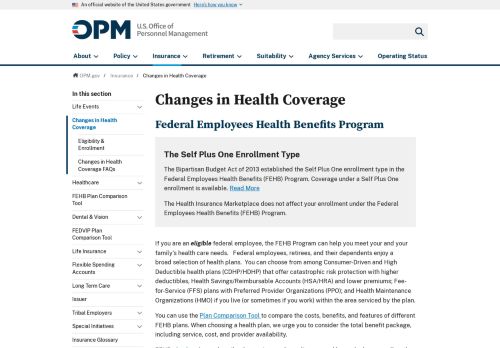 An official website of the United States government Here's how you know
OPM U.S. Office of
Personnel Management
About Policy Insurance Retirement Suitability Agency Services Operating Status
OPM.gov / Insurance / Changes in Health Coverage
In this section
Life Events
Changes in Health
Coverage
Eligibility &
Enrollment
Changes in Health
Coverage FAQs
Healthcare
FEHB Plan Comparison
Tool
Dental & Vision
FEDVIP Plan
Comparison Tool
Life Insurance
Flexible Spending
Accounts
Long Term Care
Issuer
Tribal Employers
Special Initiatives
Insurance Glossary
Changes in Health Coverage
Federal Employees Health Benefits Program
The Self Plus One Enrollment Type
The Bipartisan Budget Act of 2013 established the Self Plus One enrollment type in the
Federal Employees Health Benefits (FEHB) Program. Coverage under a Self Plus One
enrollment is available. Read More
The Health Insurance Marketplace does not affect your enrollment under the Federal
Employees Health Benefits (FEHB) Program.
If you are an eligible federal employee, the FEHB Program can help you meet your and your
family's health care needs. Federal employees, retirees, and their dependents enjoy a
broad selection of health plans. You can choose from among Consumer-Driven and High
Deductible health plans (CDHP/HDHP) that offer catastrophic risk protection with higher
deductibles; Health Savings/Reimbursable Accounts (HSA/HRA) and lower premiums; Fee-
for-Service (FFS) plans with Preferred Provider Organizations (PPO); and Health Maintenance
Organizations (HMO) if you live (or sometimes if you work) within the area serviced by the plan.
You can use the Plan Comparison Tool to compare the costs, benefits, and features of different
FEHB plans. When choosing a health plan, we urge you to consider the total benefit package,
including service, cost, and provider availability.